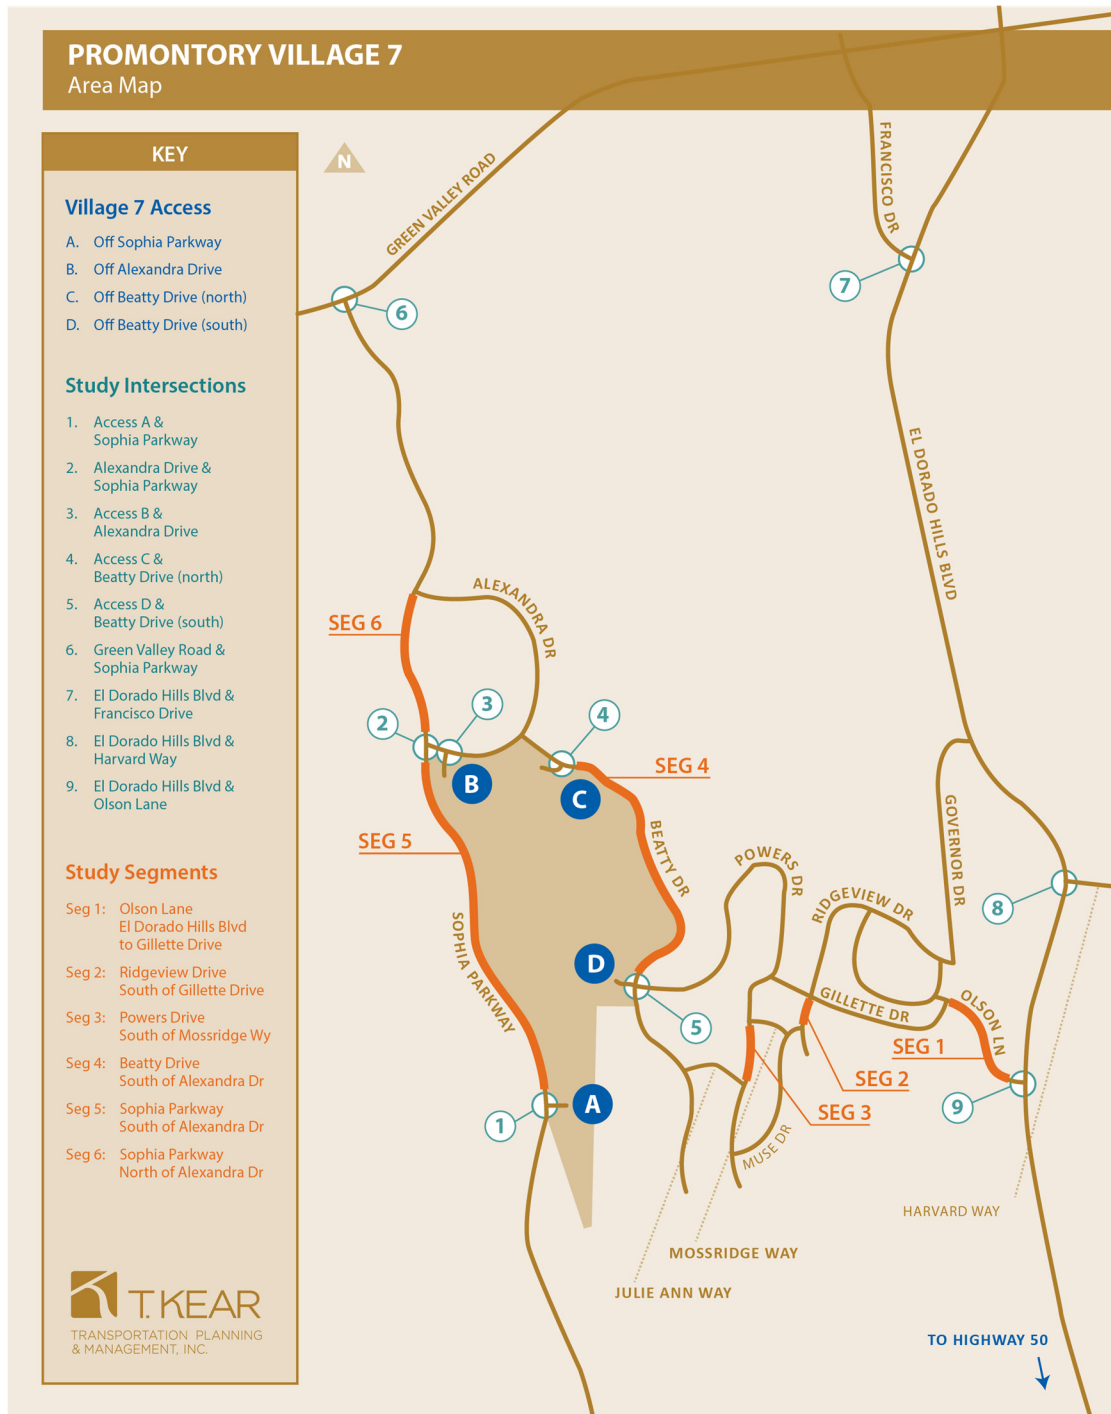 PROMONTORY VILLAGE 7
Area Map
KEY
Village 7 Access
A. Off Sophia Parkway
B. Off Alexandra Drive
C. Off Beatty Drive (north)
D. Off Beatty Drive (south)
Study Intersections
1. Access A &
Sophia Parkway
2. Alexandra Drive &
Sophia Parkway
3. Access B &
Alexandra Drive
4. Access C &
Beatty Drive (north)
5. Access D &
Beatty Drive (south)
6. Green Valley Road &
Sophia Parkway
7. El Dorado Hills Blvd &
Francisco Drive
8. El Dorado Hills Blvd &
Harvard Way
9. El Dorado Hills Blvd &
Olson Lane
Study Segments
Seg 1: Olson Lane
El Dorado Hills Blvd
to Gillette Drive
Seg 2: Ridgeview Drive
South of Gillette Drive
Seg 3: Powers Drive
South of Mossridge Wy
Seg 4: Beatty Drive
South of Alexandra Dr
Seg 5: Sophia Parkway
South of Alexandra Dr
Seg 6: Sophia Parkway
North of Alexandra Dr
T. KEAR
TRANSPORTATION PLANNING
& MANAGEMENT, INC.
N
GREEN VALLEY ROAD
FRANCISCO DR
7
6
EL DORADO HILLS BLVD
ALEXANDRA DR
SEG 6
2
3
4
B
C
SEG 4
SEG 5
BEATTY DR
POWERS DR
GOVERNOR DR
RIDGEVIEW DR
8
SOPHIA PARKWAY
D
GILLETTE DR
OLSON LN
5
SEG 1
SEG 2
SEG 3
9
A
1
MUSE DR
HARVARD WAY
MOSSRIDGE WAY
JULIE ANN WAY
TO HIGHWAY 50